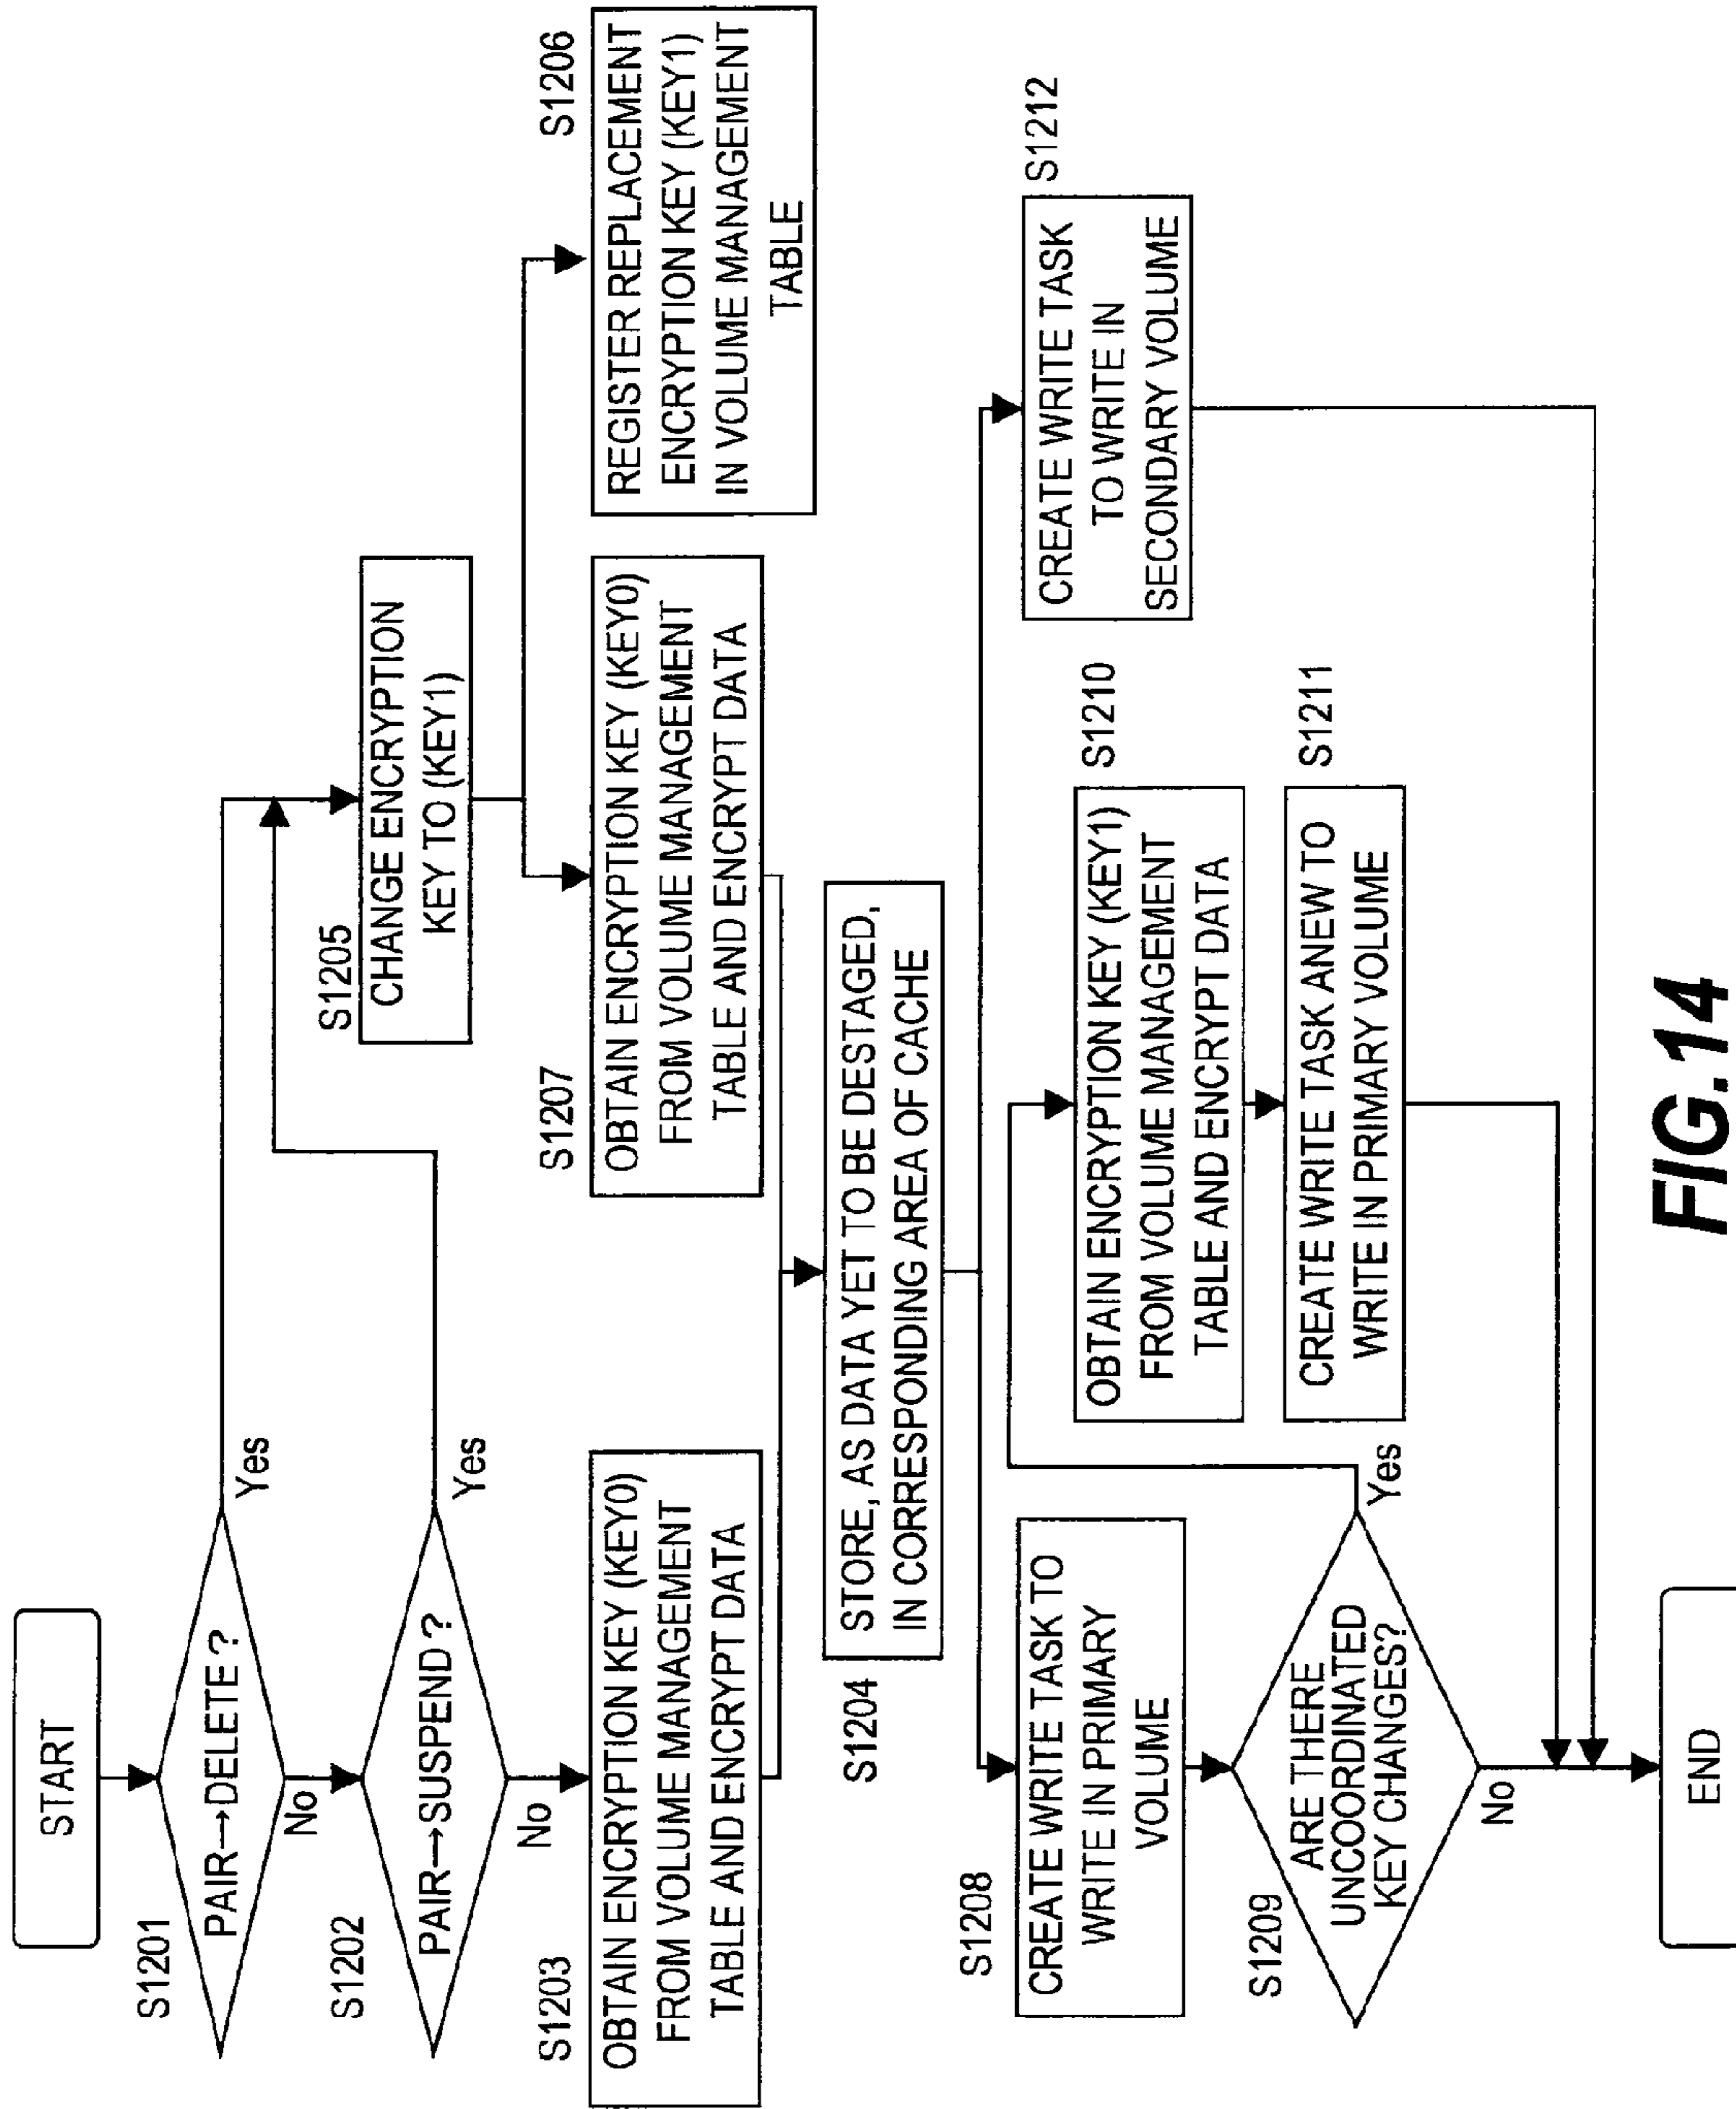 START
S1201
PAIR→DELETE?
Yes
No
S1202
PAIR→SUSPEND?
Yes
No
S1203
OBTAIN ENCRYPTION KEY (KEY0)
FROM VOLUME MANAGEMENT
TABLE AND ENCRYPT DATA
S1205
CHANGE ENCRYPTION
KEY TO (KEY1)
S1207
OBTAIN ENCRYPTION KEY (KEY0)
FROM VOLUME MANAGEMENT
TABLE AND ENCRYPT DATA
S1206
REGISTER REPLACEMENT
ENCRYPTION KEY (KEY1)
IN VOLUME MANAGEMENT
TABLE
S1204
STORE, AS DATA YET TO BE DESTAGED,
IN CORRESPONDING AREA OF CACHE
S1208
CREATE WRITE TASK TO
WRITE IN PRIMARY
VOLUME
S1209
ARE THERE
UNCOORDINATED
KEY CHANGES?
Yes
No
S1210
OBTAIN ENCRYPTION KEY (KEY1)
FROM VOLUME MANAGEMENT
TABLE AND ENCRYPT DATA
S1211
CREATE WRITE TASK ANEW TO
WRITE IN PRIMARY VOLUME
S1212
CREATE WRITE TASK
TO WRITE IN
SECONDARY VOLUME
END
FIG.14